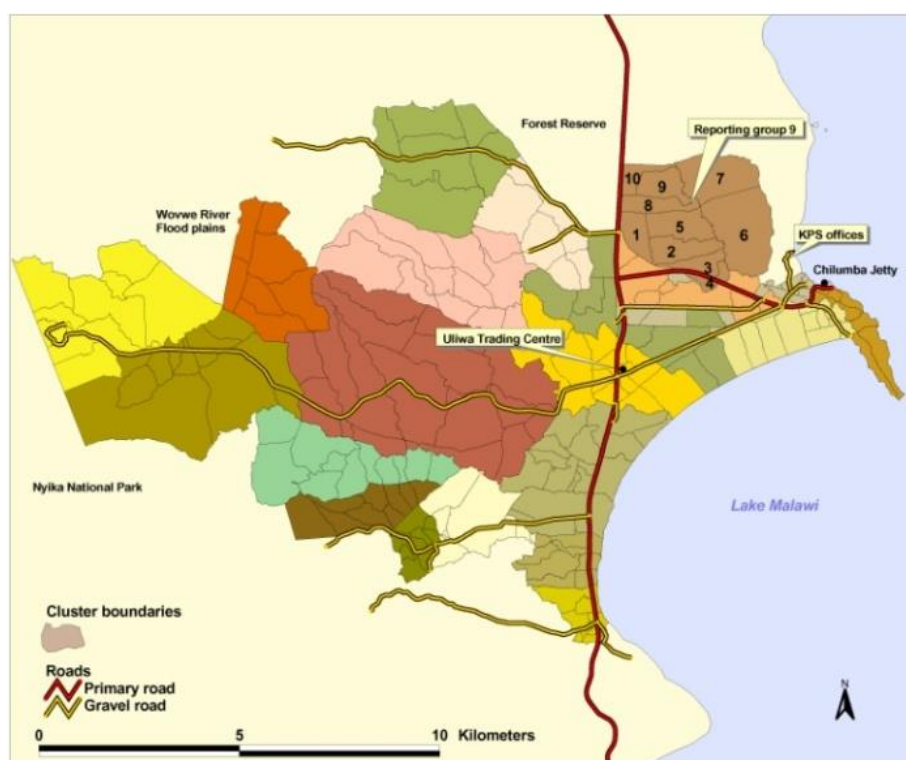 Forest Reserve
Reporting group 9
10
9
7
8
5
1
6
2
3
4
Wovwe River
Flood plains
KPS offices
Chilumba Jetty
Uliwa Trading Centre
Nyika National Park
Lake Malawi
Cluster boundaries
Roads
Primary road
Gravel road
N
0 5 10 Kilometers